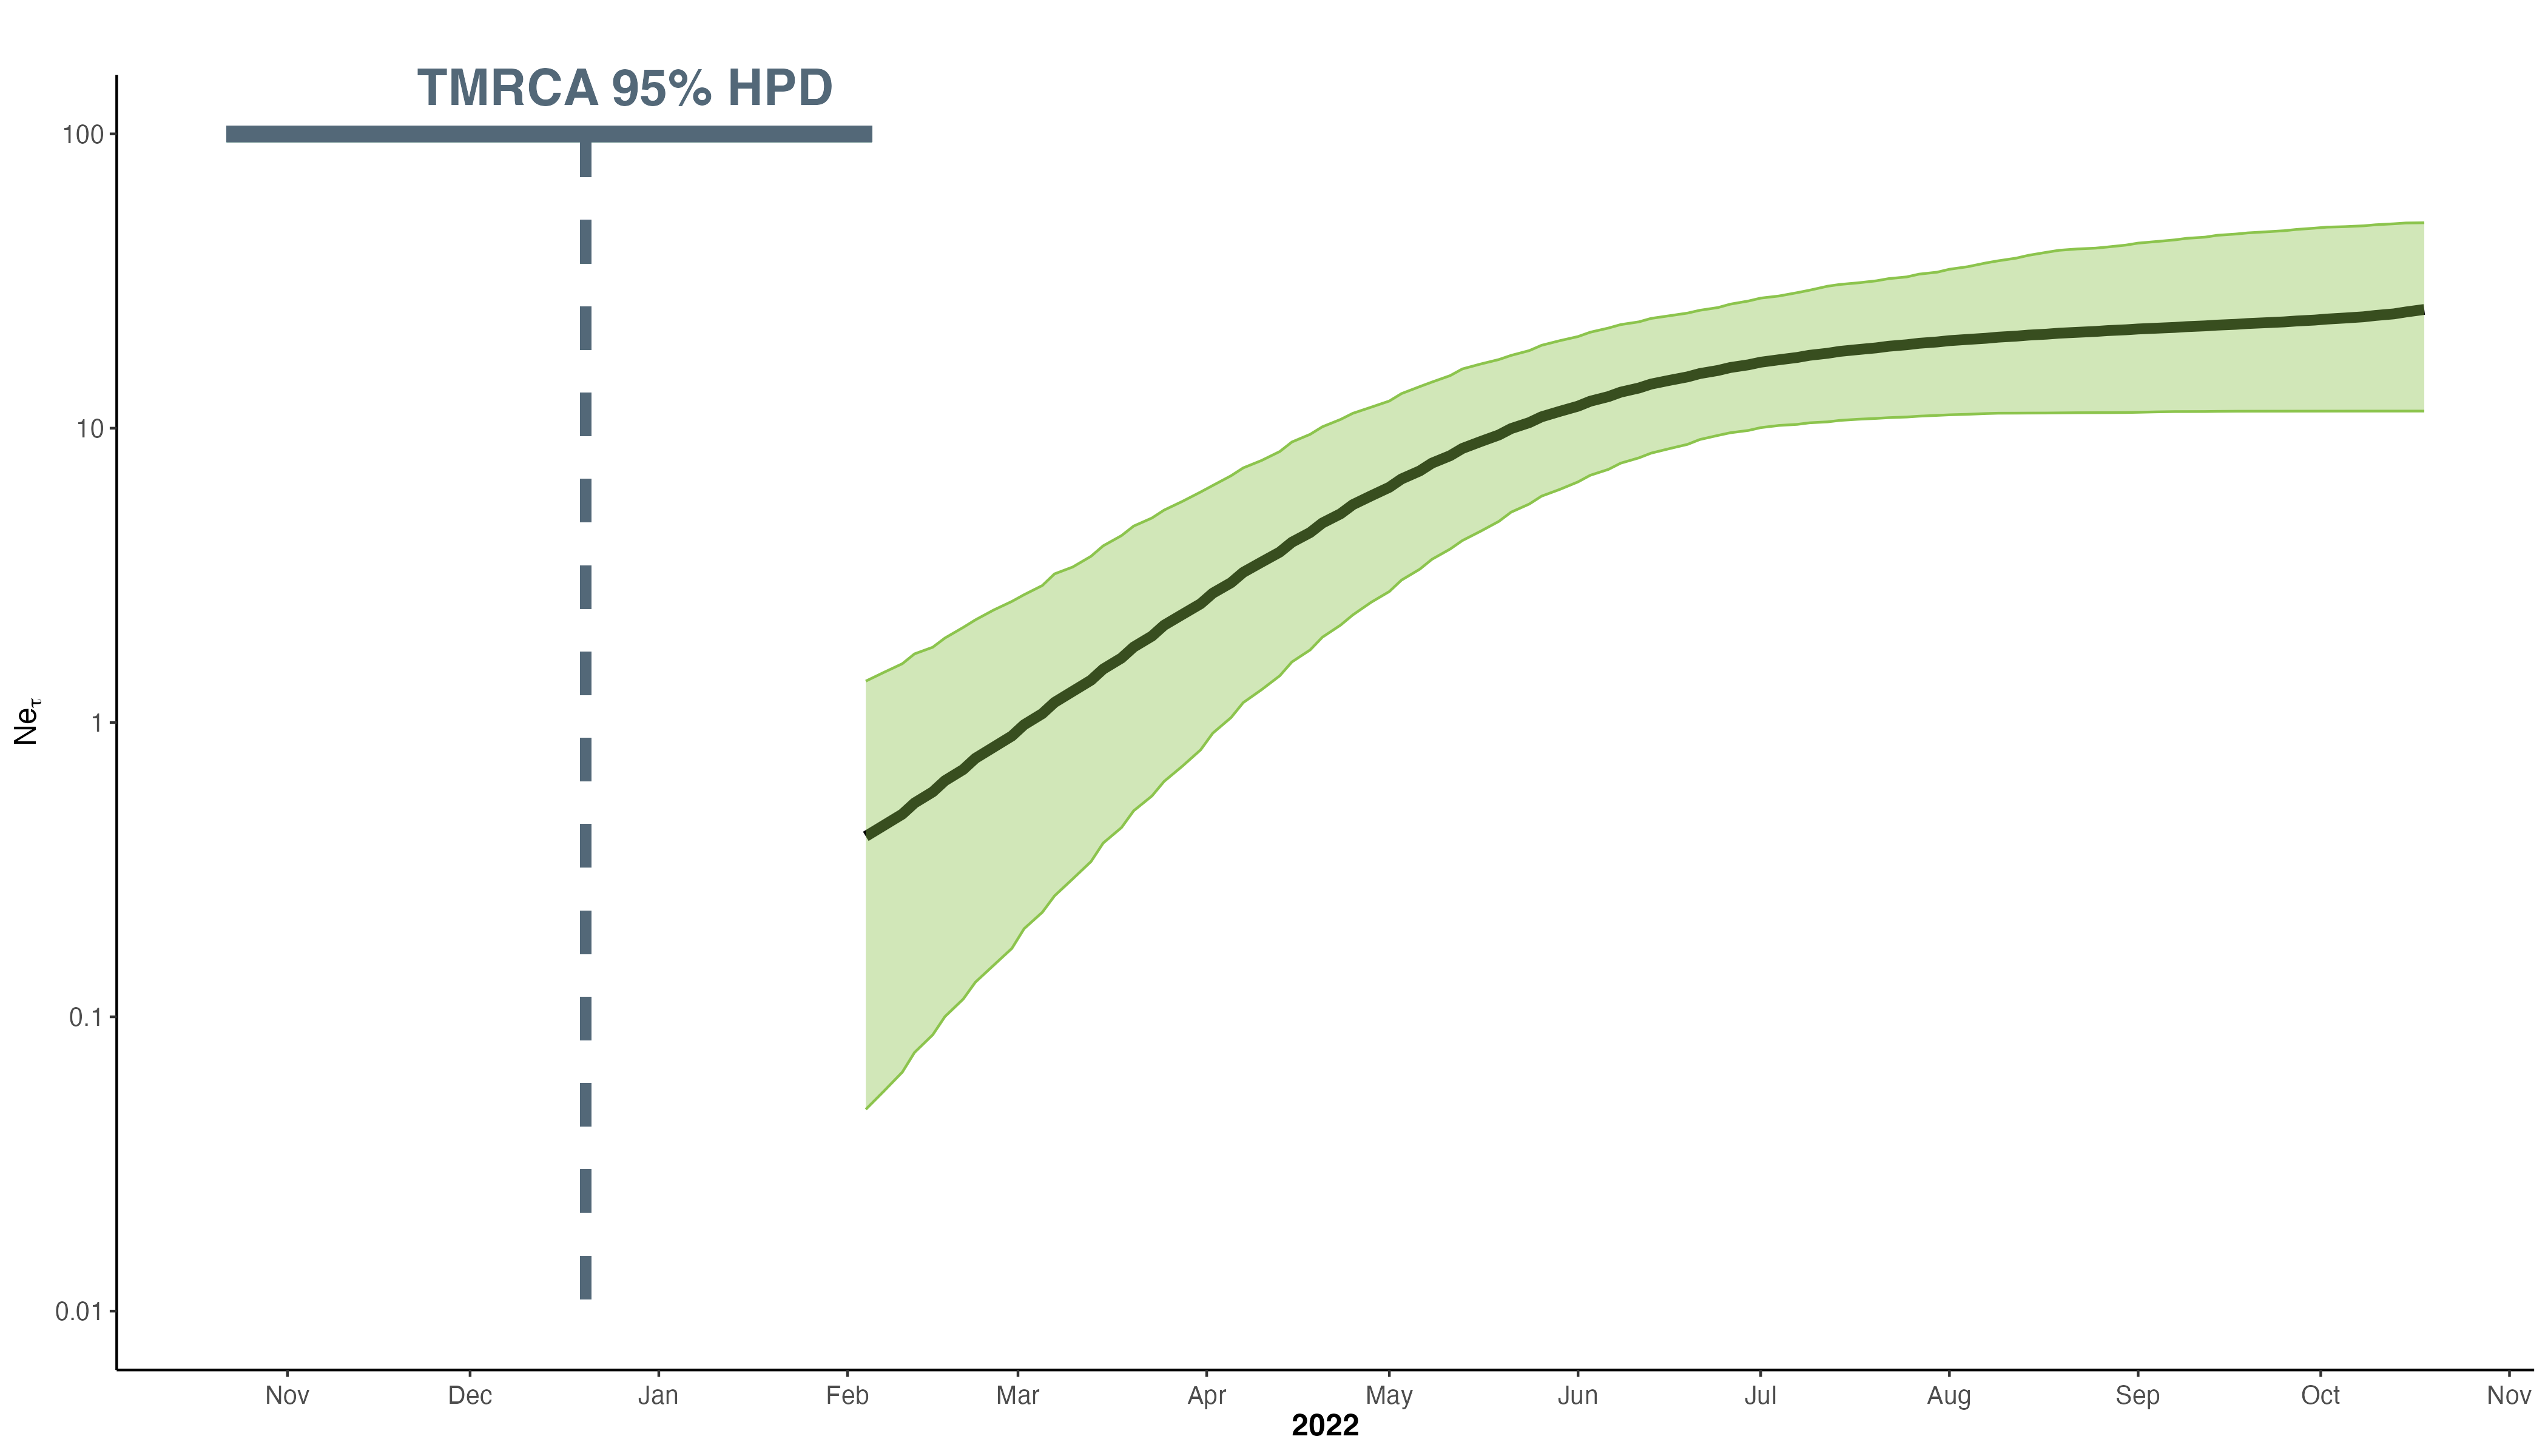 TMRCA 95% HPD
100
10
1
0.1
0.01
Neτ
Nov Dec Jan Feb Mar Apr May Jun Jul Aug Sep Oct Nov
2022